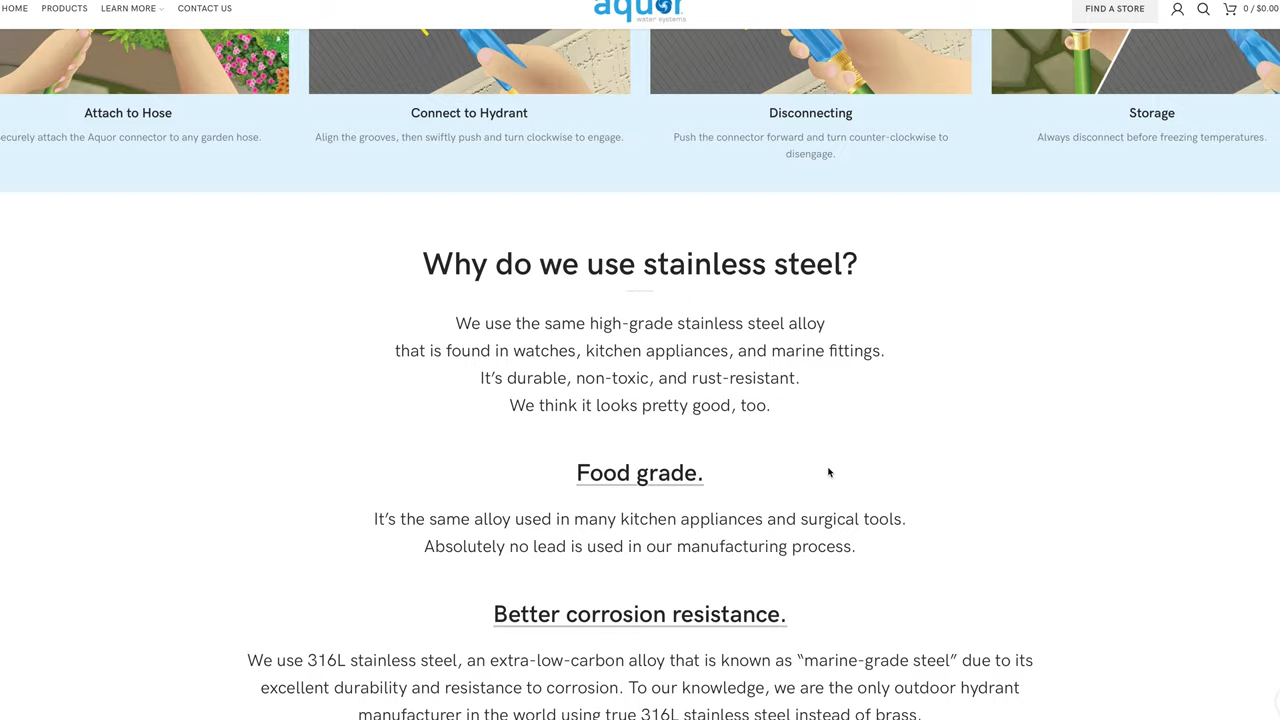 HOME PRODUCTS LEARN MORE CONTACT US
aquor
water systems
FIND A STORE
0 / $0.00
Attach to Hose
ecurely attach the Aquor connector to any garden hose.
Connect to Hydrant
Align the grooves, then swiftly push and turn clockwise to engage.
Disconnecting
Push the connector forward and turn counter-clockwise to
disengage.
Storage
Always disconnect before freezing temperatures.
Why do we use stainless steel?
We use the same high-grade stainless steel alloy
that is found in watches, kitchen appliances, and marine fittings.
It’s durable, non-toxic, and rust-resistant.
We think it looks pretty good, too.
Food grade.
It’s the same alloy used in many kitchen appliances and surgical tools.
Absolutely no lead is used in our manufacturing process.
Better corrosion resistance.
We use 316L stainless steel, an extra-low-carbon alloy that is known as “marine-grade steel” due to its
excellent durability and resistance to corrosion. To our knowledge, we are the only outdoor hydrant
manufacturer in the world using true 316L stainless steel instead of brass.